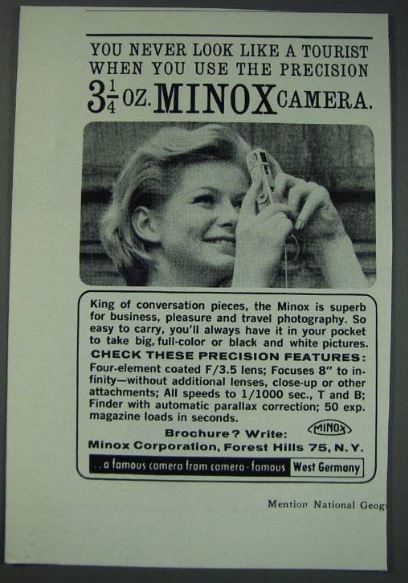 YOU NEVER LOOK LIKE A TOURIST
WHEN YOU USE THE PRECISION
3 1/4 OZ. MINOX CAMERA.
King of conversation pieces, the Minox is superb
for business, pleasure and travel photography. So
easy to carry, you'll always have it in your pocket
to take big, full-color or black and white pictures.
CHECK THESE PRECISION FEATURES:
Four-element coated F/3.5 lens; Focuses 8" to in-
finity—without additional lenses, close-up or other
attachments; All speeds to 1/1000 sec., T and B;
Finder with automatic parallax correction; 50 exp.
magazine loads in seconds.
MINOX
Brochure? Write:
Minox Corporation, Forest Hills 75, N.Y.
..a famous camera from camera-famous West Germany
Mention National Geog